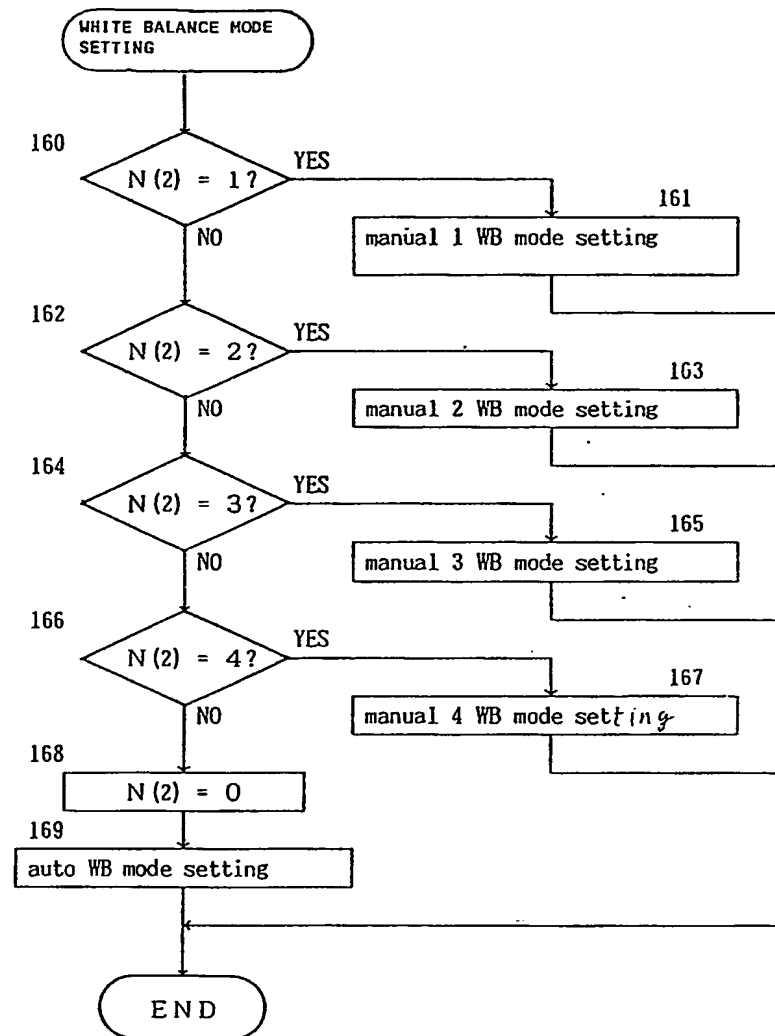 WHITE BALANCE MODE
SETTING
160
N(2) = 1?
YES
NO
161
manual 1 WB mode setting
162
N(2) = 2?
YES
NO
163
manual 2 WB mode setting
164
N(2) = 3?
YES
NO
165
manual 3 WB mode setting
166
N(2) = 4?
YES
NO
167
manual 4 WB mode setting
168
N(2) = 0
169
auto WB mode setting
END